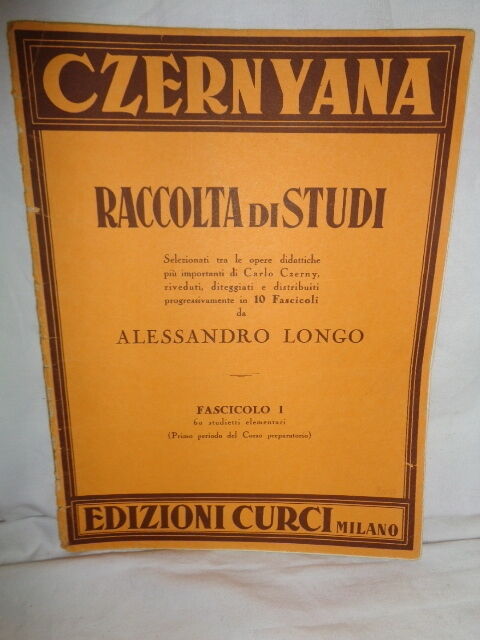 CZERNYANA
RACCOLTA DI STUDI
Selezionati tra le opere didattiche
più importanti di Carlo Czerny,
riveduti, diteggiati e distribuiti
progressivamente in 10 Fascicoli
da
ALESSANDRO LONGO
FASCICOLO 1
60 studietti elementari
(Primo periodo del Corso preparatorio)
EDIZIONI CURCI MILANO